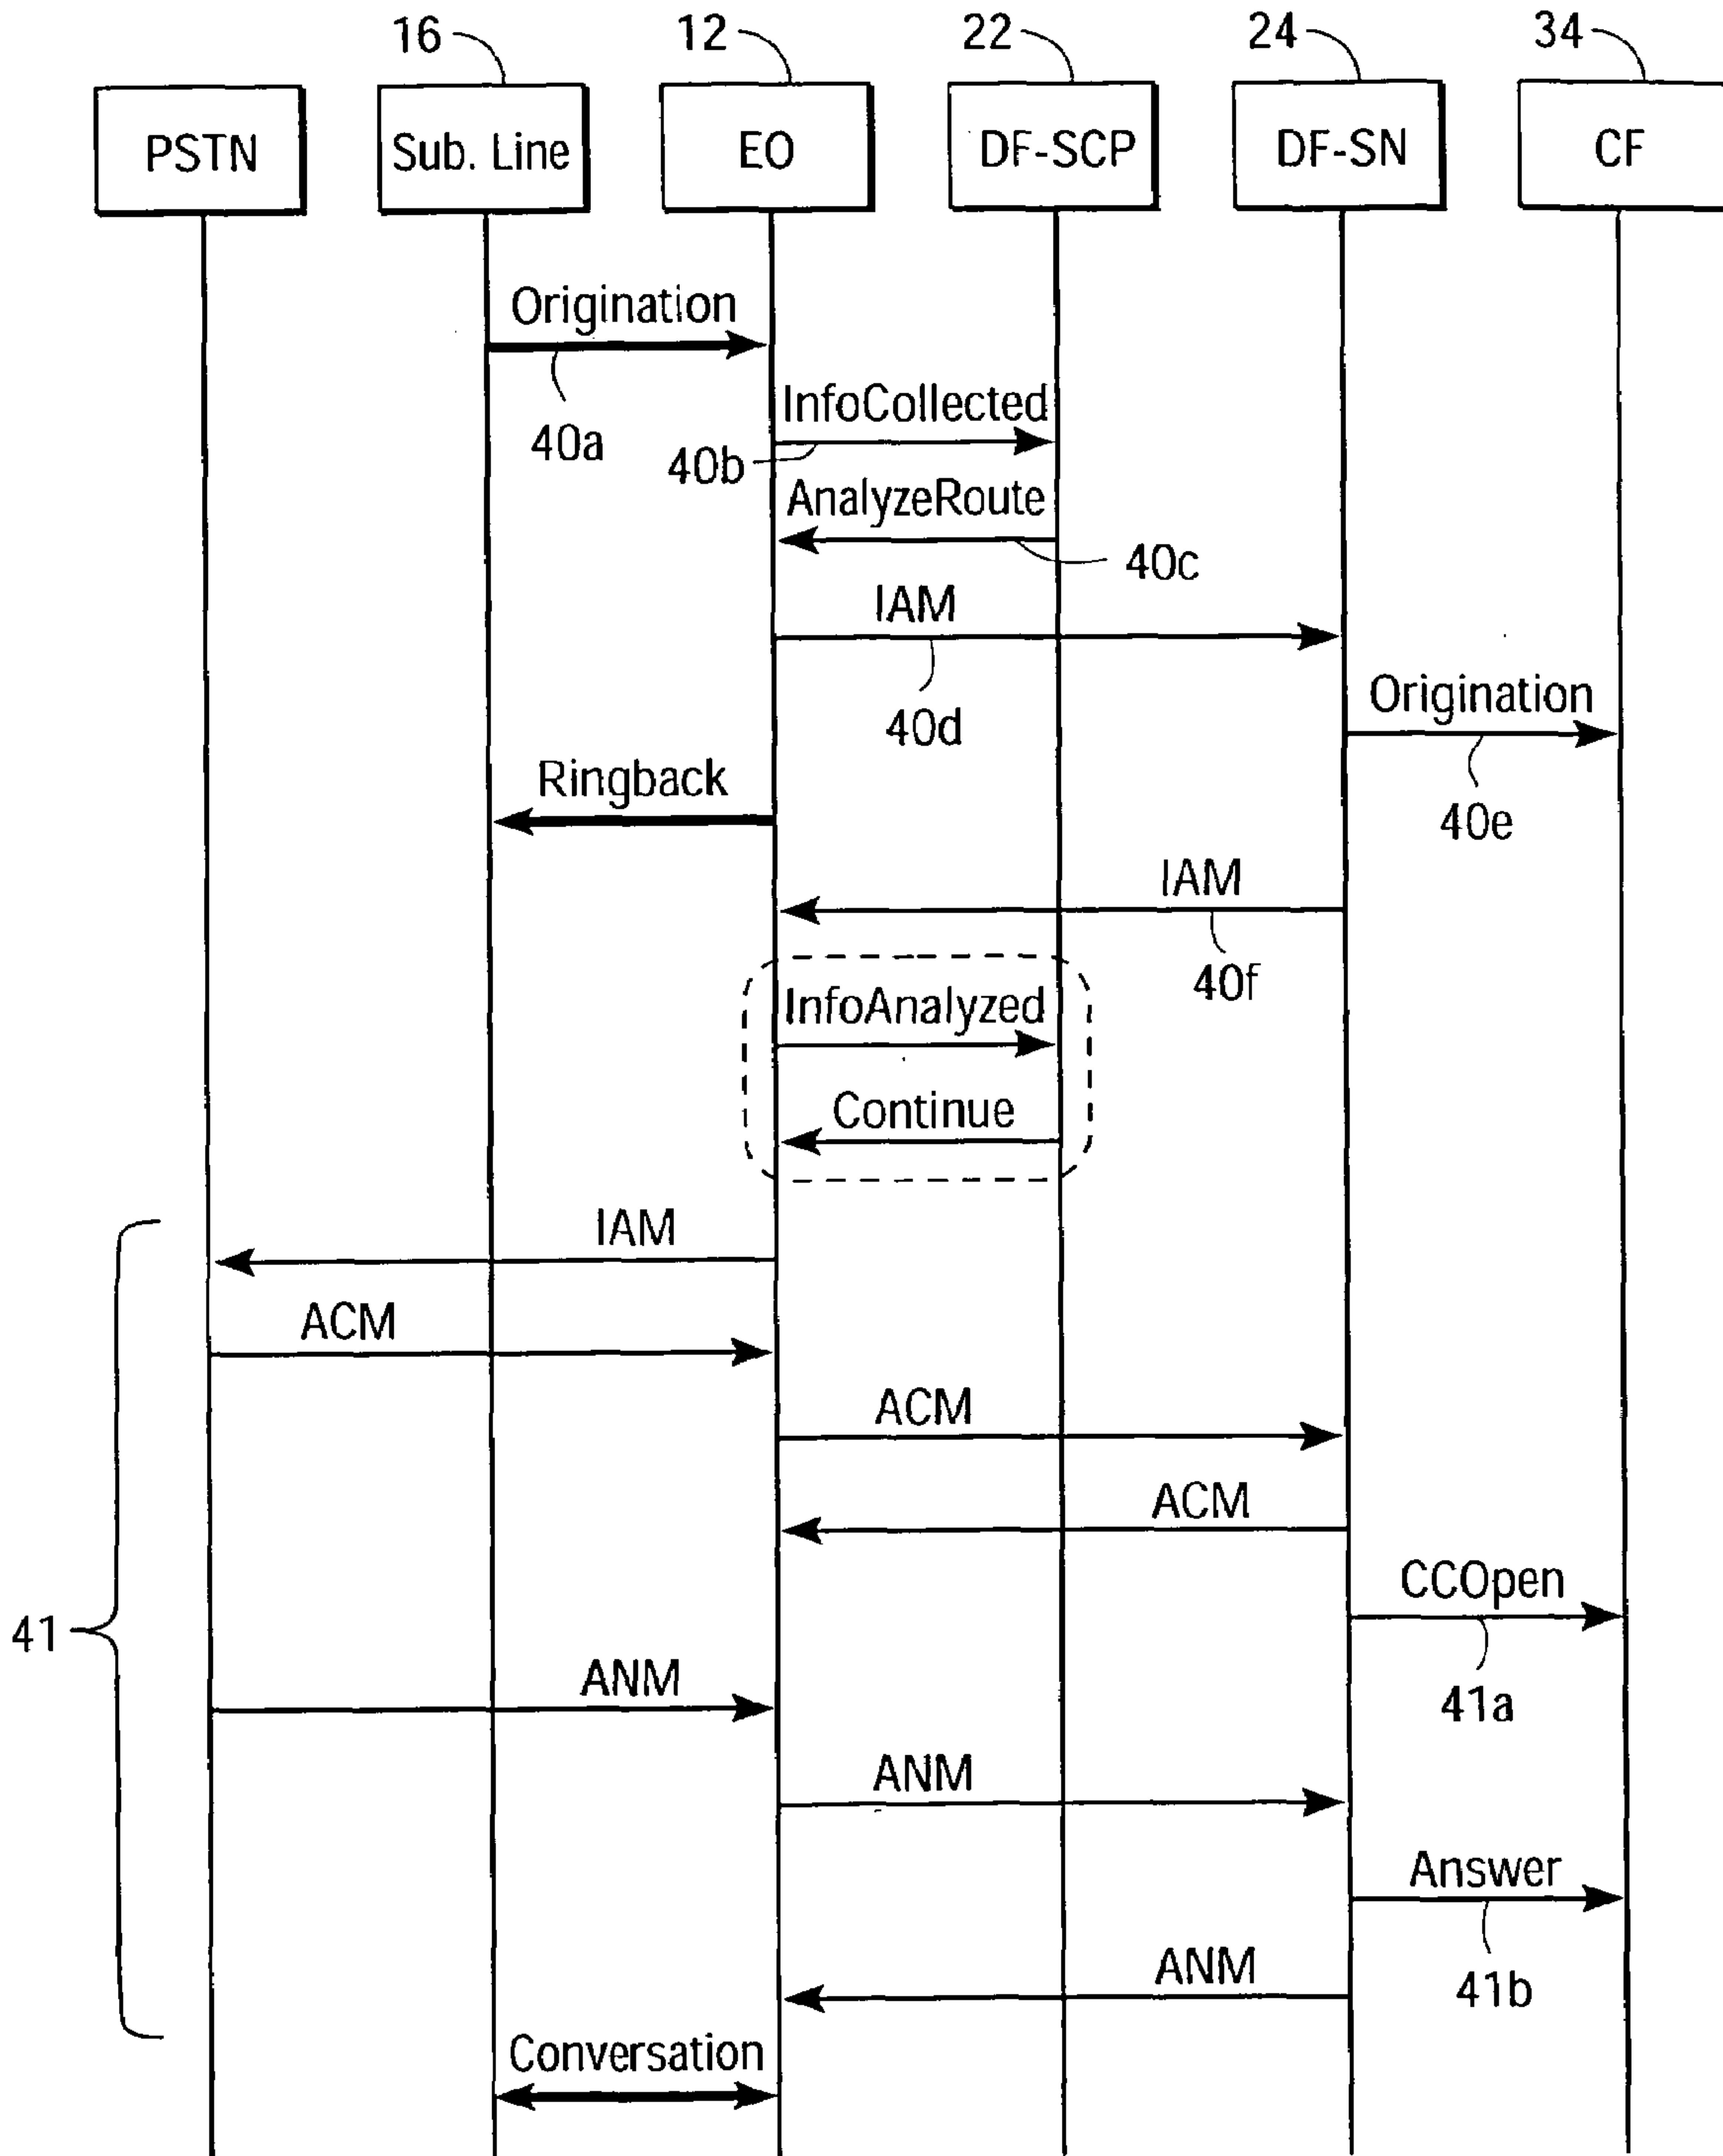 16
12
22
24
34
PSTN
Sub. Line
EO
DF-SCP
DF-SN
CF
Origination
40a
InfoCollected
40b
AnalyzeRoute
40c
IAM
40d
Origination
40e
Ringback
IAM
40f
InfoAnalyzed
Continue
IAM
ACM
ACM
ACM
CCOpen
41a
41
ANM
ANM
Answer
41b
ANM
Conversation